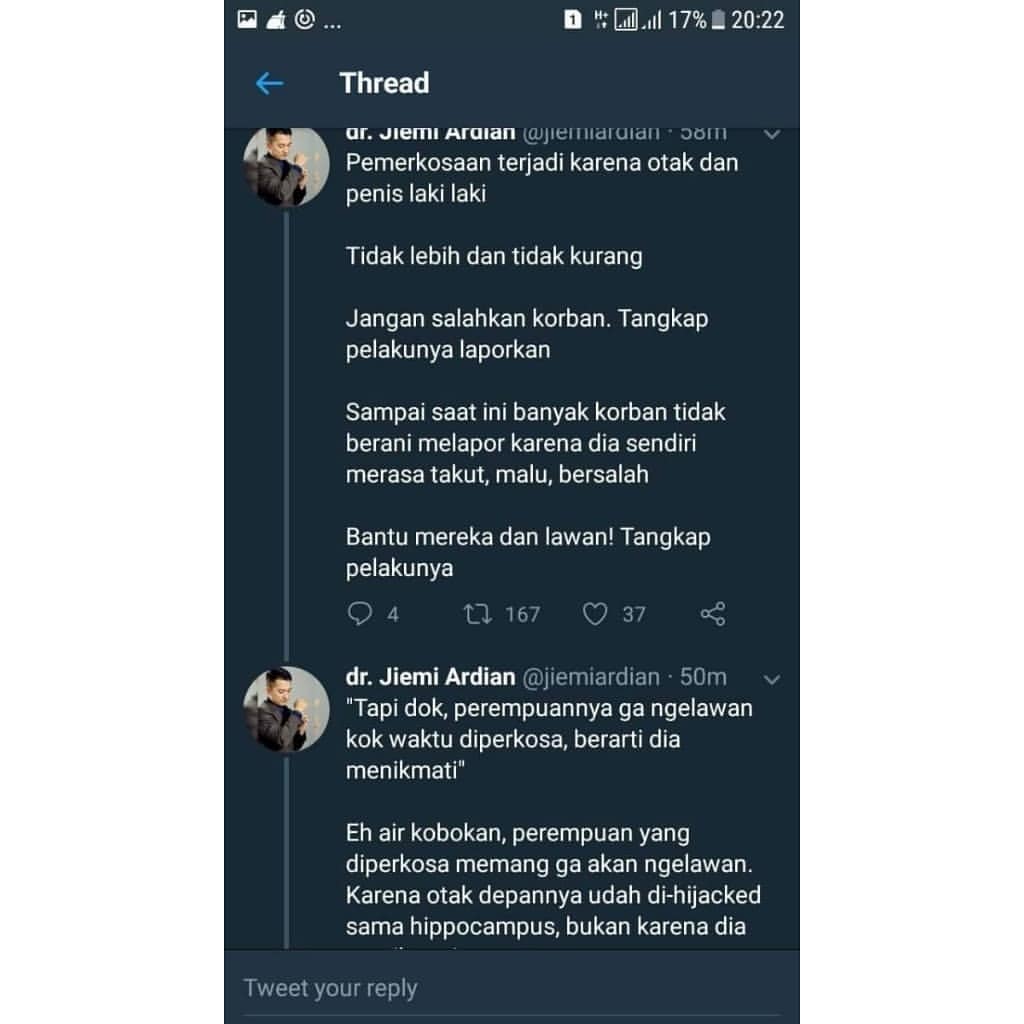 ... 1 H+ 17% 20:22
Thread
dr. Jiemi Ardian @jiemiardian · 58m
Pemerkosaan terjadi karena otak dan
penis laki laki
Tidak lebih dan tidak kurang
Jangan salahkan korban. Tangkap
pelakunya laporkan
Sampai saat ini banyak korban tidak
berani melapor karena dia sendiri
merasa takut, malu, bersalah
Bantu mereka dan lawan! Tangkap
pelakunya
4 167 37
dr. Jiemi Ardian @jiemiardian · 50m
"Tapi dok, perempuannya ga ngelawan
kok waktu diperkosa, berarti dia
menikmati"
Eh air kobokan, perempuan yang
diperkosa memang ga akan ngelawan.
Karena otak depannya udah di-hijacked
sama hippocampus, bukan karena dia
Tweet your reply